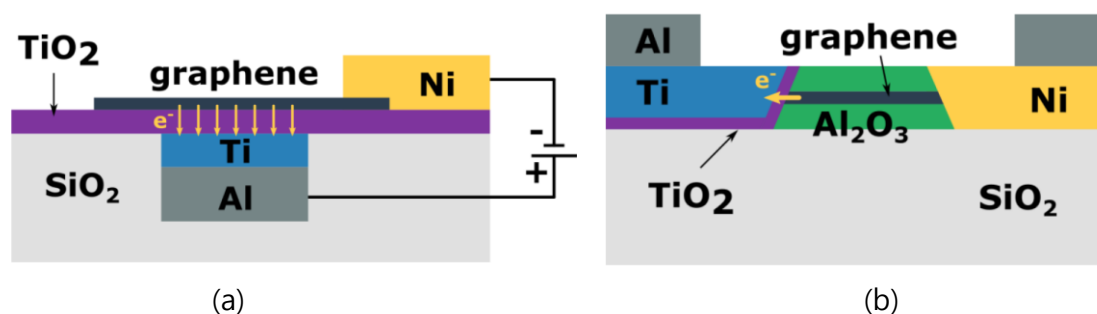 TiO2
graphene
Ni
e-
-
Ti
+
SiO2
Al
(a)
Al
graphene
e-
Ti
Ni
Al2O3
TiO2
SiO2
(b)